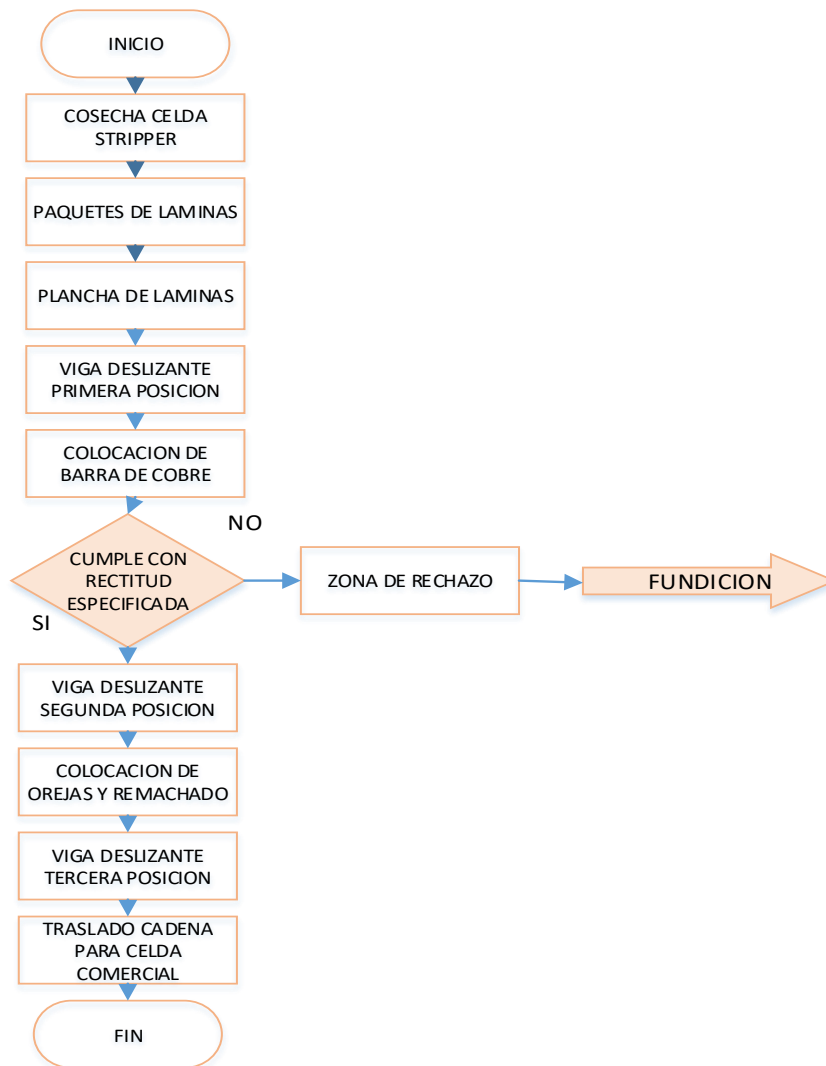 INICIO
COSECHA CELDA
STRIPPER
PAQUETES DE LAMINAS
PLANCHA DE LAMINAS
VIGA DESLIZANTE
PRIMERA POSICION
COLOCACION DE
BARRA DE COBRE
NO
CUMPLE CON
RECTITUD
ESPECIFICADA
ZONA DE RECHAZO
FUNDICION
SI
VIGA DESLIZANTE
SEGUNDA POSICION
COLOCACION DE
OREJAS Y REMACHADO
VIGA DESLIZANTE
TERCERA POSICION
TRASLADO CADENA
PARA CELDA
COMERCIAL
FIN